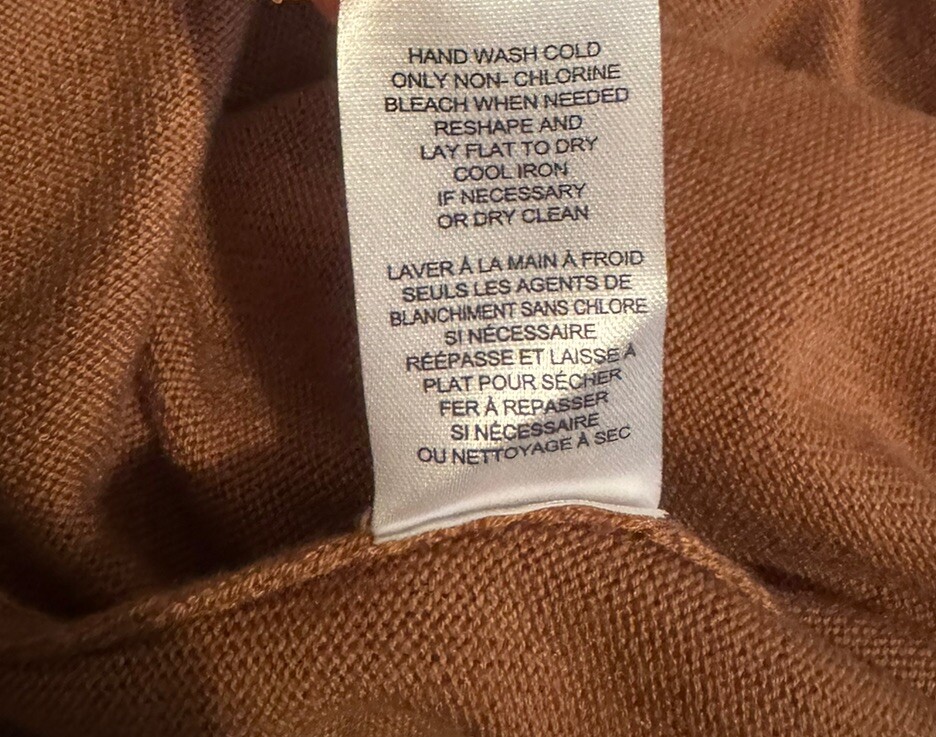 HAND WASH COLD
ONLY NON- CHLORINE
BLEACH WHEN NEEDED
RESHAPE AND
LAY FLAT TO DRY
COOL IRON
IF NECESSARY
OR DRY CLEAN
LAVER À LA MAIN À FROID
SEULS LES AGENTS DE
BLANCHIMENT SANS CHLORE
SI NÉCESSAIRE
RÉÉPASSE ET LAISSE À
PLAT POUR SÉCHER
FER À REPASSER
SI NÉCESSAIRE
OU NETTOYAGE À SEC